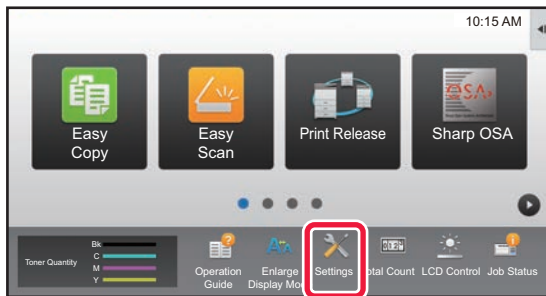 10:15 AM
Easy
Copy
Easy
Scan
Print Release
Sharp OSA
OSA
Toner Quantity
Bk
C
M
Y
Operation
Guide
Enlarge
Display Mo
Settings
otal Count
LCD Control
Job Status